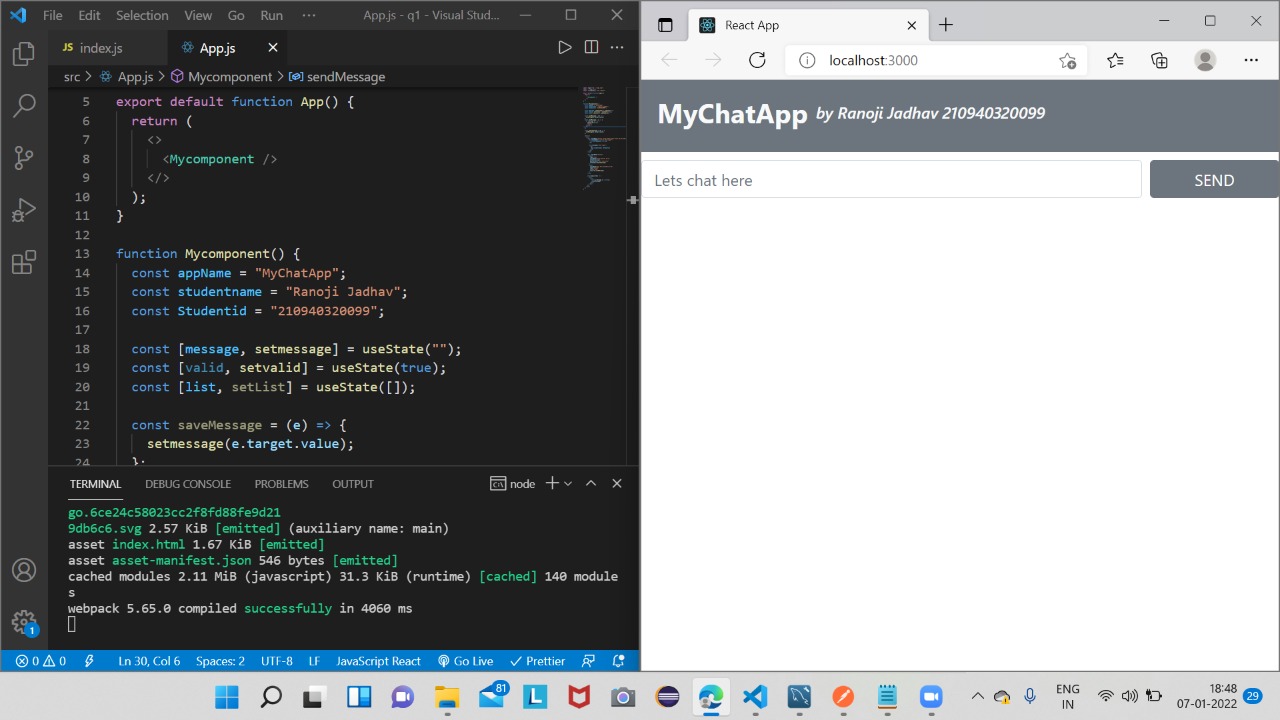 File Edit Selection View Go Run ··· App.js - q1 - Visual Stud...
JS index.js App.js
src > App.js > Mycomponent > sendMessage
5 export default function App() {
6 return (
7
8 <Mycomponent />
9
10 );
11 }
12
13 function Mycomponent() {
14 const appName = "MyChatApp";
15 const studentname = "Ranoji Jadhav";
16 const Studentid = "210940320099";
17
18 const [message, setmessage] = useState("");
19 const [valid, setvalid] = useState(true);
20 const [list, setList] = useState([]);
21
22 const saveMessage = (e) => {
23 setmessage(e.target.value);
24 };
TERMINAL DEBUG CONSOLE PROBLEMS OUTPUT node
go.6ce24c58023cc2f8fd88fe9d21
9db6c6.svg 2.57 KiB [emitted] (auxiliary name: main)
asset index.html 1.67 KiB [emitted]
asset asset-manifest.json 546 bytes [emitted]
cached modules 2.11 MiB (javascript) 31.3 KiB (runtime) [cached] 140 module
s
webpack 5.65.0 compiled successfully in 4060 ms
1
0 0 Ln 30, Col 6 Spaces: 2 UTF-8 LF JavaScript React Go Live Prettier
React App
localhost:3000
MyChatApp by Ranoji Jadhav 210940320099
Lets chat here SEND
81 L
ENG
IN
18:48
07-01-2022
29